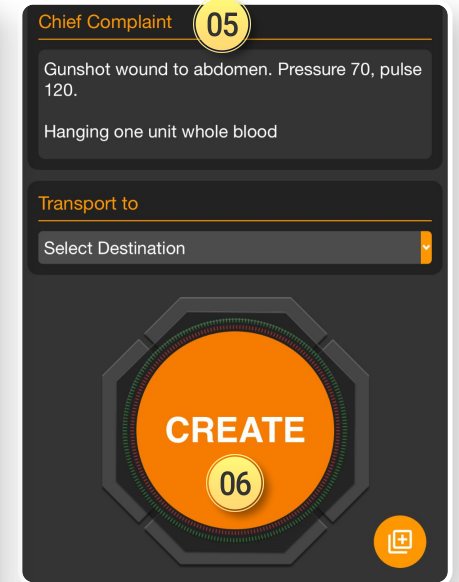 Chief Complaint
05
Gunshot wound to abdomen. Pressure 70, pulse
120.
Hanging one unit whole blood
Transport to
Select Destination
CREATE
06